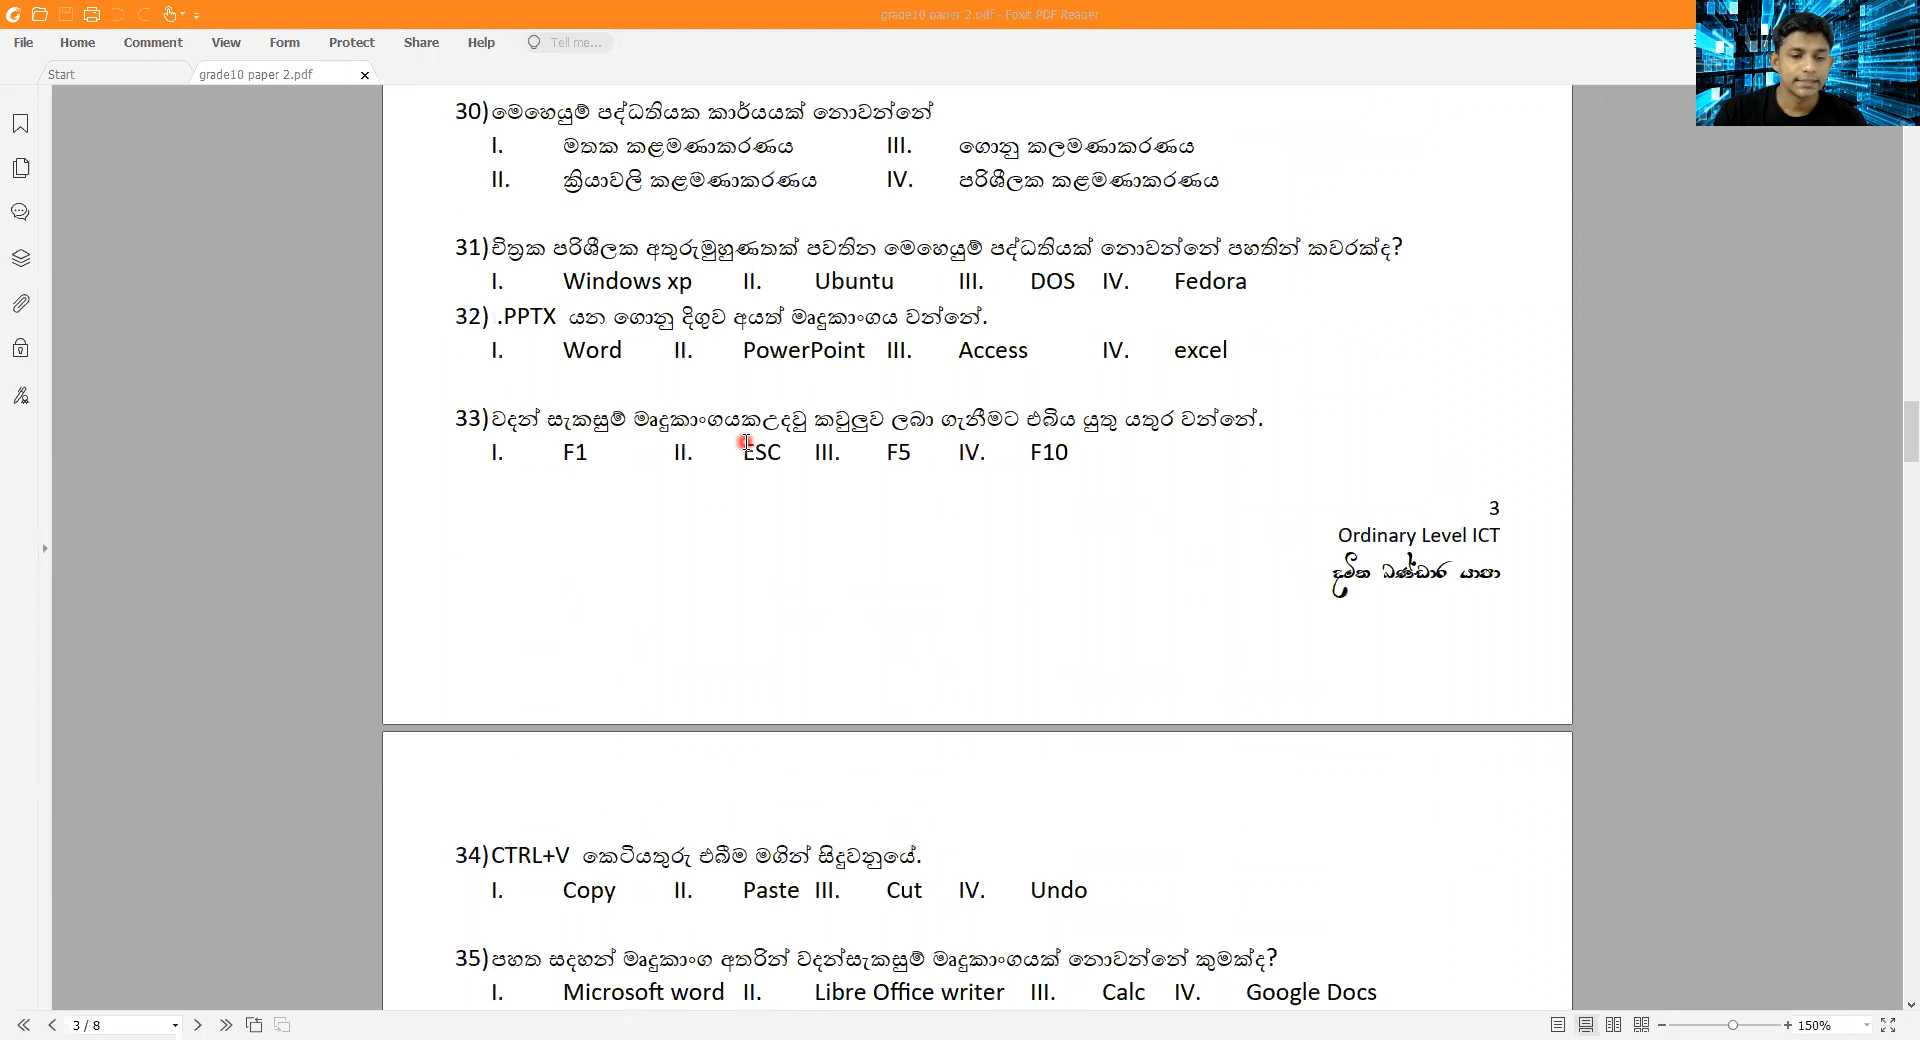 grade10 paper 2.pdf - Foxit PDF Reader
File Home Comment View Form Protect Share Help Tell me...
Start grade10 paper 2.pdf
30) මෙහෙයුම් පද්ධතියක කාර්යයක් නොවන්නේ
I. මතක කළමණාකරණය III. ගොනු කලමණාකරණය
II. ක්‍රියාවලි කළමණාකරණය IV. පරිශීලක කළමණාකරණය
31) චිත්‍රක පරිශීලක අතුරුමුහුණතක් පවතින මෙහෙයුම් පද්ධතියක් නොවන්නේ පහතින් කවරක්ද?
I. Windows xp II. Ubuntu III. DOS IV. Fedora
32) .PPTX යන ගොනු දිගුව අයත් මෘදුකාංගය වන්නේ.
I. Word II. PowerPoint III. Access IV. excel
33) වදන් සැකසුම් මෘදුකාංගයකඋදවු කවුලුව ලබා ගැනීමට එබිය යුතු යතුර වන්නේ.
I. F1 II. ESC III. F5 IV. F10
3
Ordinary Level ICT
දමිත බණ්ඩාර යාපා
34) CTRL+V කෙටියතුරු එබීම මගින් සිදුවනුයේ.
I. Copy II. Paste III. Cut IV. Undo
35) පහත සදහන් මෘදුකාංග අතරින් වදන්සැකසුම් මෘදුකාංගයක් නොවන්නේ කුමක්ද?
I. Microsoft word II. Libre Office writer III. Calc IV. Google Docs
3 / 8 150%